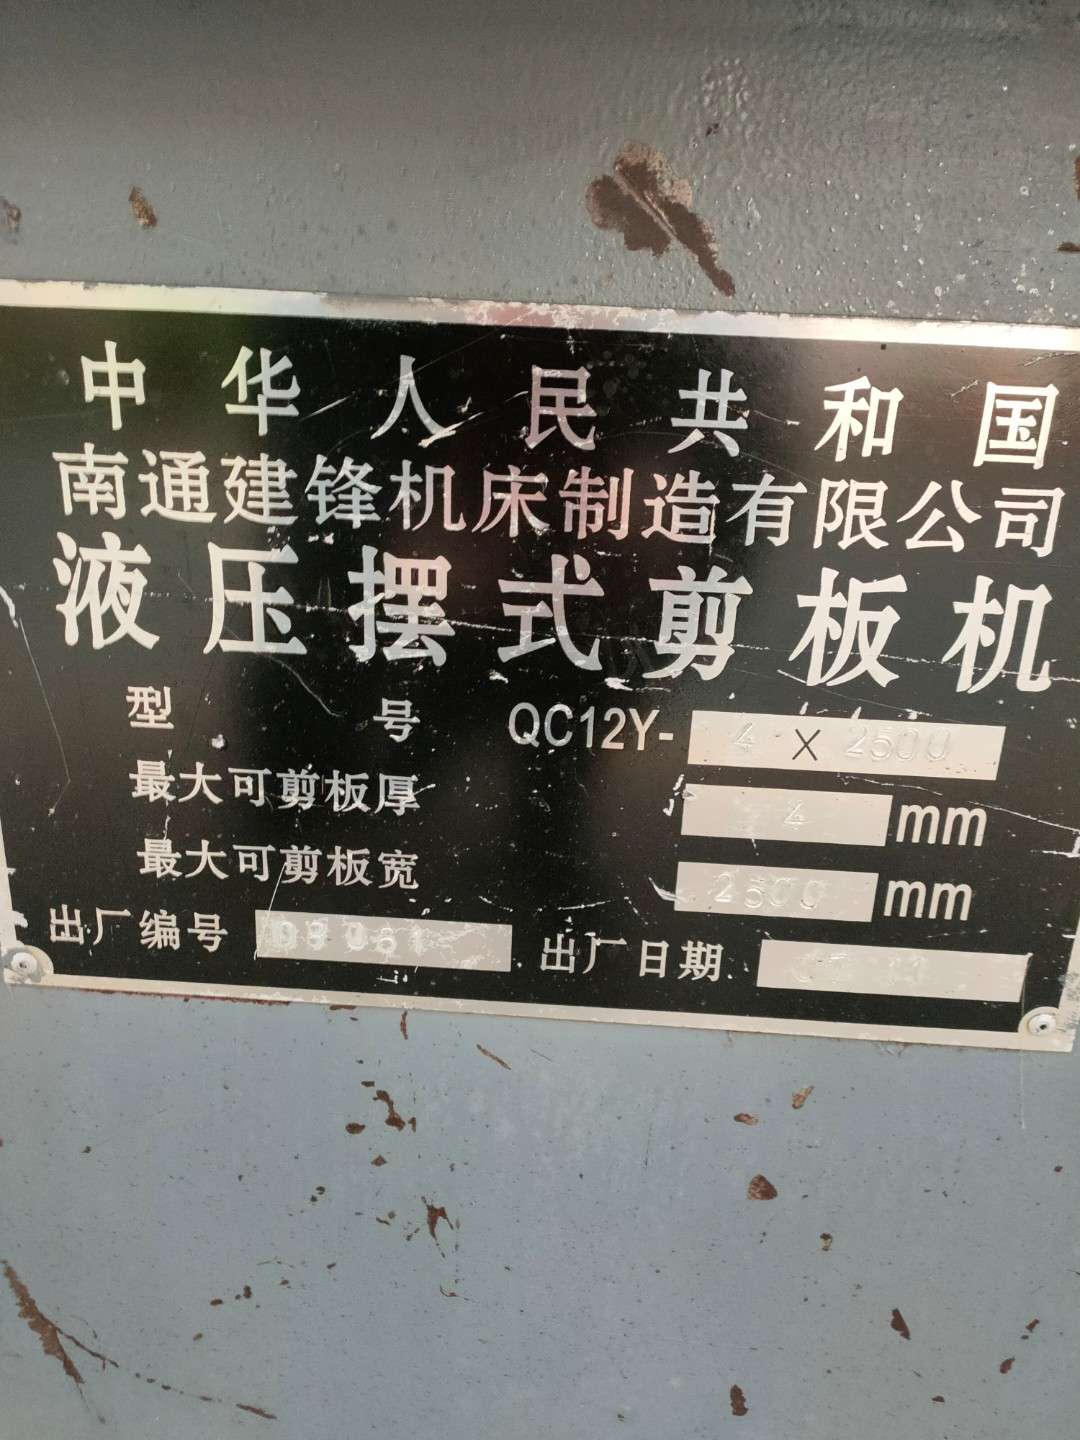 中华人民共和国
南通建锋机床制造有限公司
液压摆式剪板机
型号 QC12Y- 4×2500
最大可剪板厚 4 mm
最大可剪板宽 2500 mm
出厂编号
出厂日期